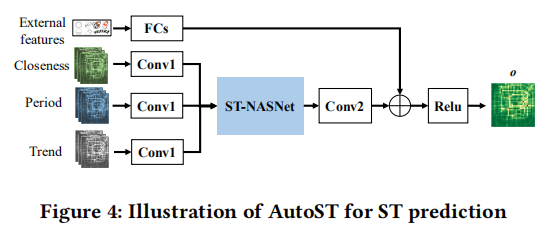 External
features
FCs
Closeness
Conv1
Period
Conv1
ST-NASNet
Conv2
Relu
o
Trend
Conv1
Figure 4: Illustration of AutoST for ST prediction